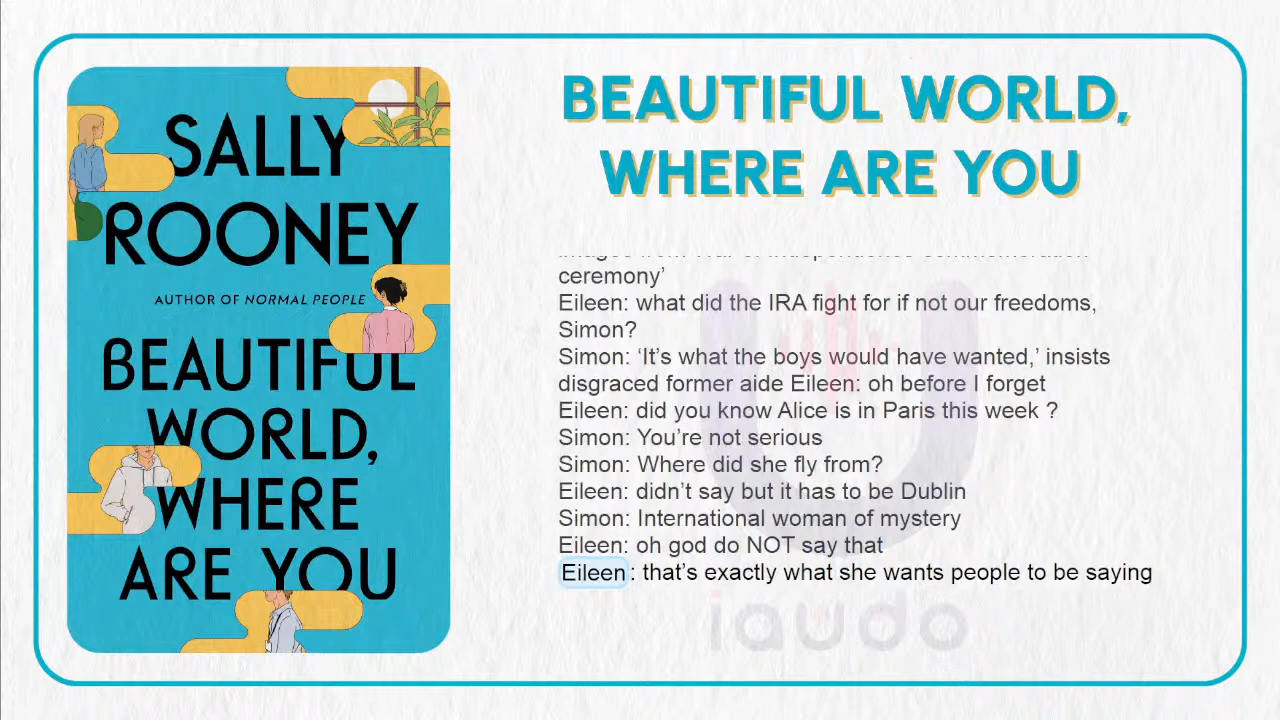 SALLY
ROONEY
AUTHOR OF NORMAL PEOPLE
BEAUTIFUL
WORLD,
WHERE
ARE YOU
BEAUTIFUL WORLD,
WHERE ARE YOU
ceremony’
Eileen: what did the IRA fight for if not our freedoms,
Simon?
Simon: ‘It’s what the boys would have wanted,’ insists
disgraced former aide Eileen: oh before I forget
Eileen: did you know Alice is in Paris this week ?
Simon: You’re not serious
Simon: Where did she fly from?
Eileen: didn’t say but it has to be Dublin
Simon: International woman of mystery
Eileen: oh god do NOT say that
Eileen: that’s exactly what she wants people to be saying
iaudo